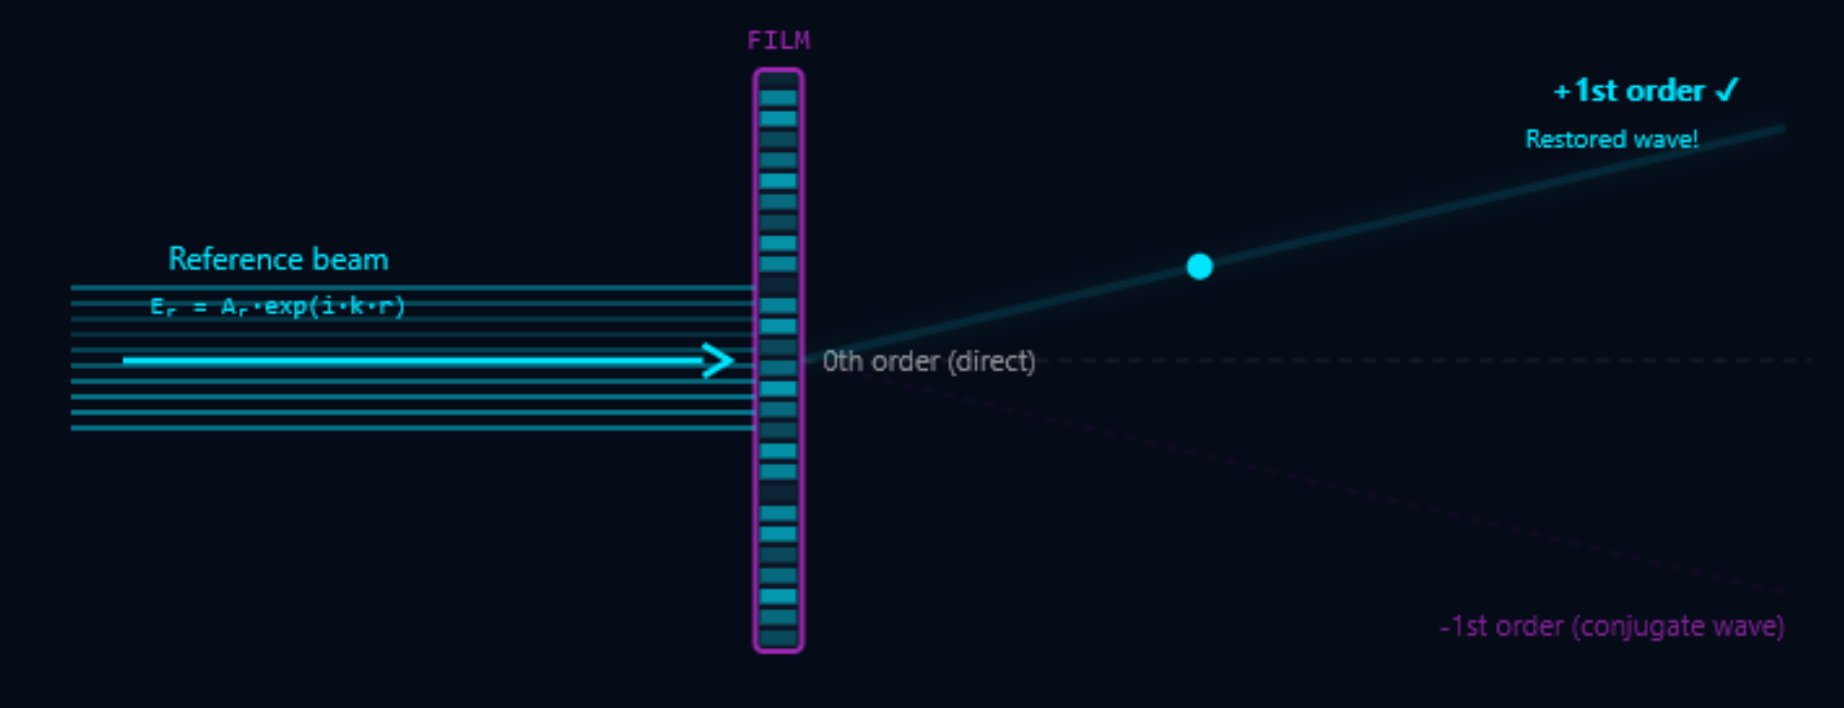 FILM
+1st order ✓
Restored wave!
Reference beam
Eᵣ = Aᵣ·exp(i·k·r)
0th order (direct)
-1st order (conjugate wave)